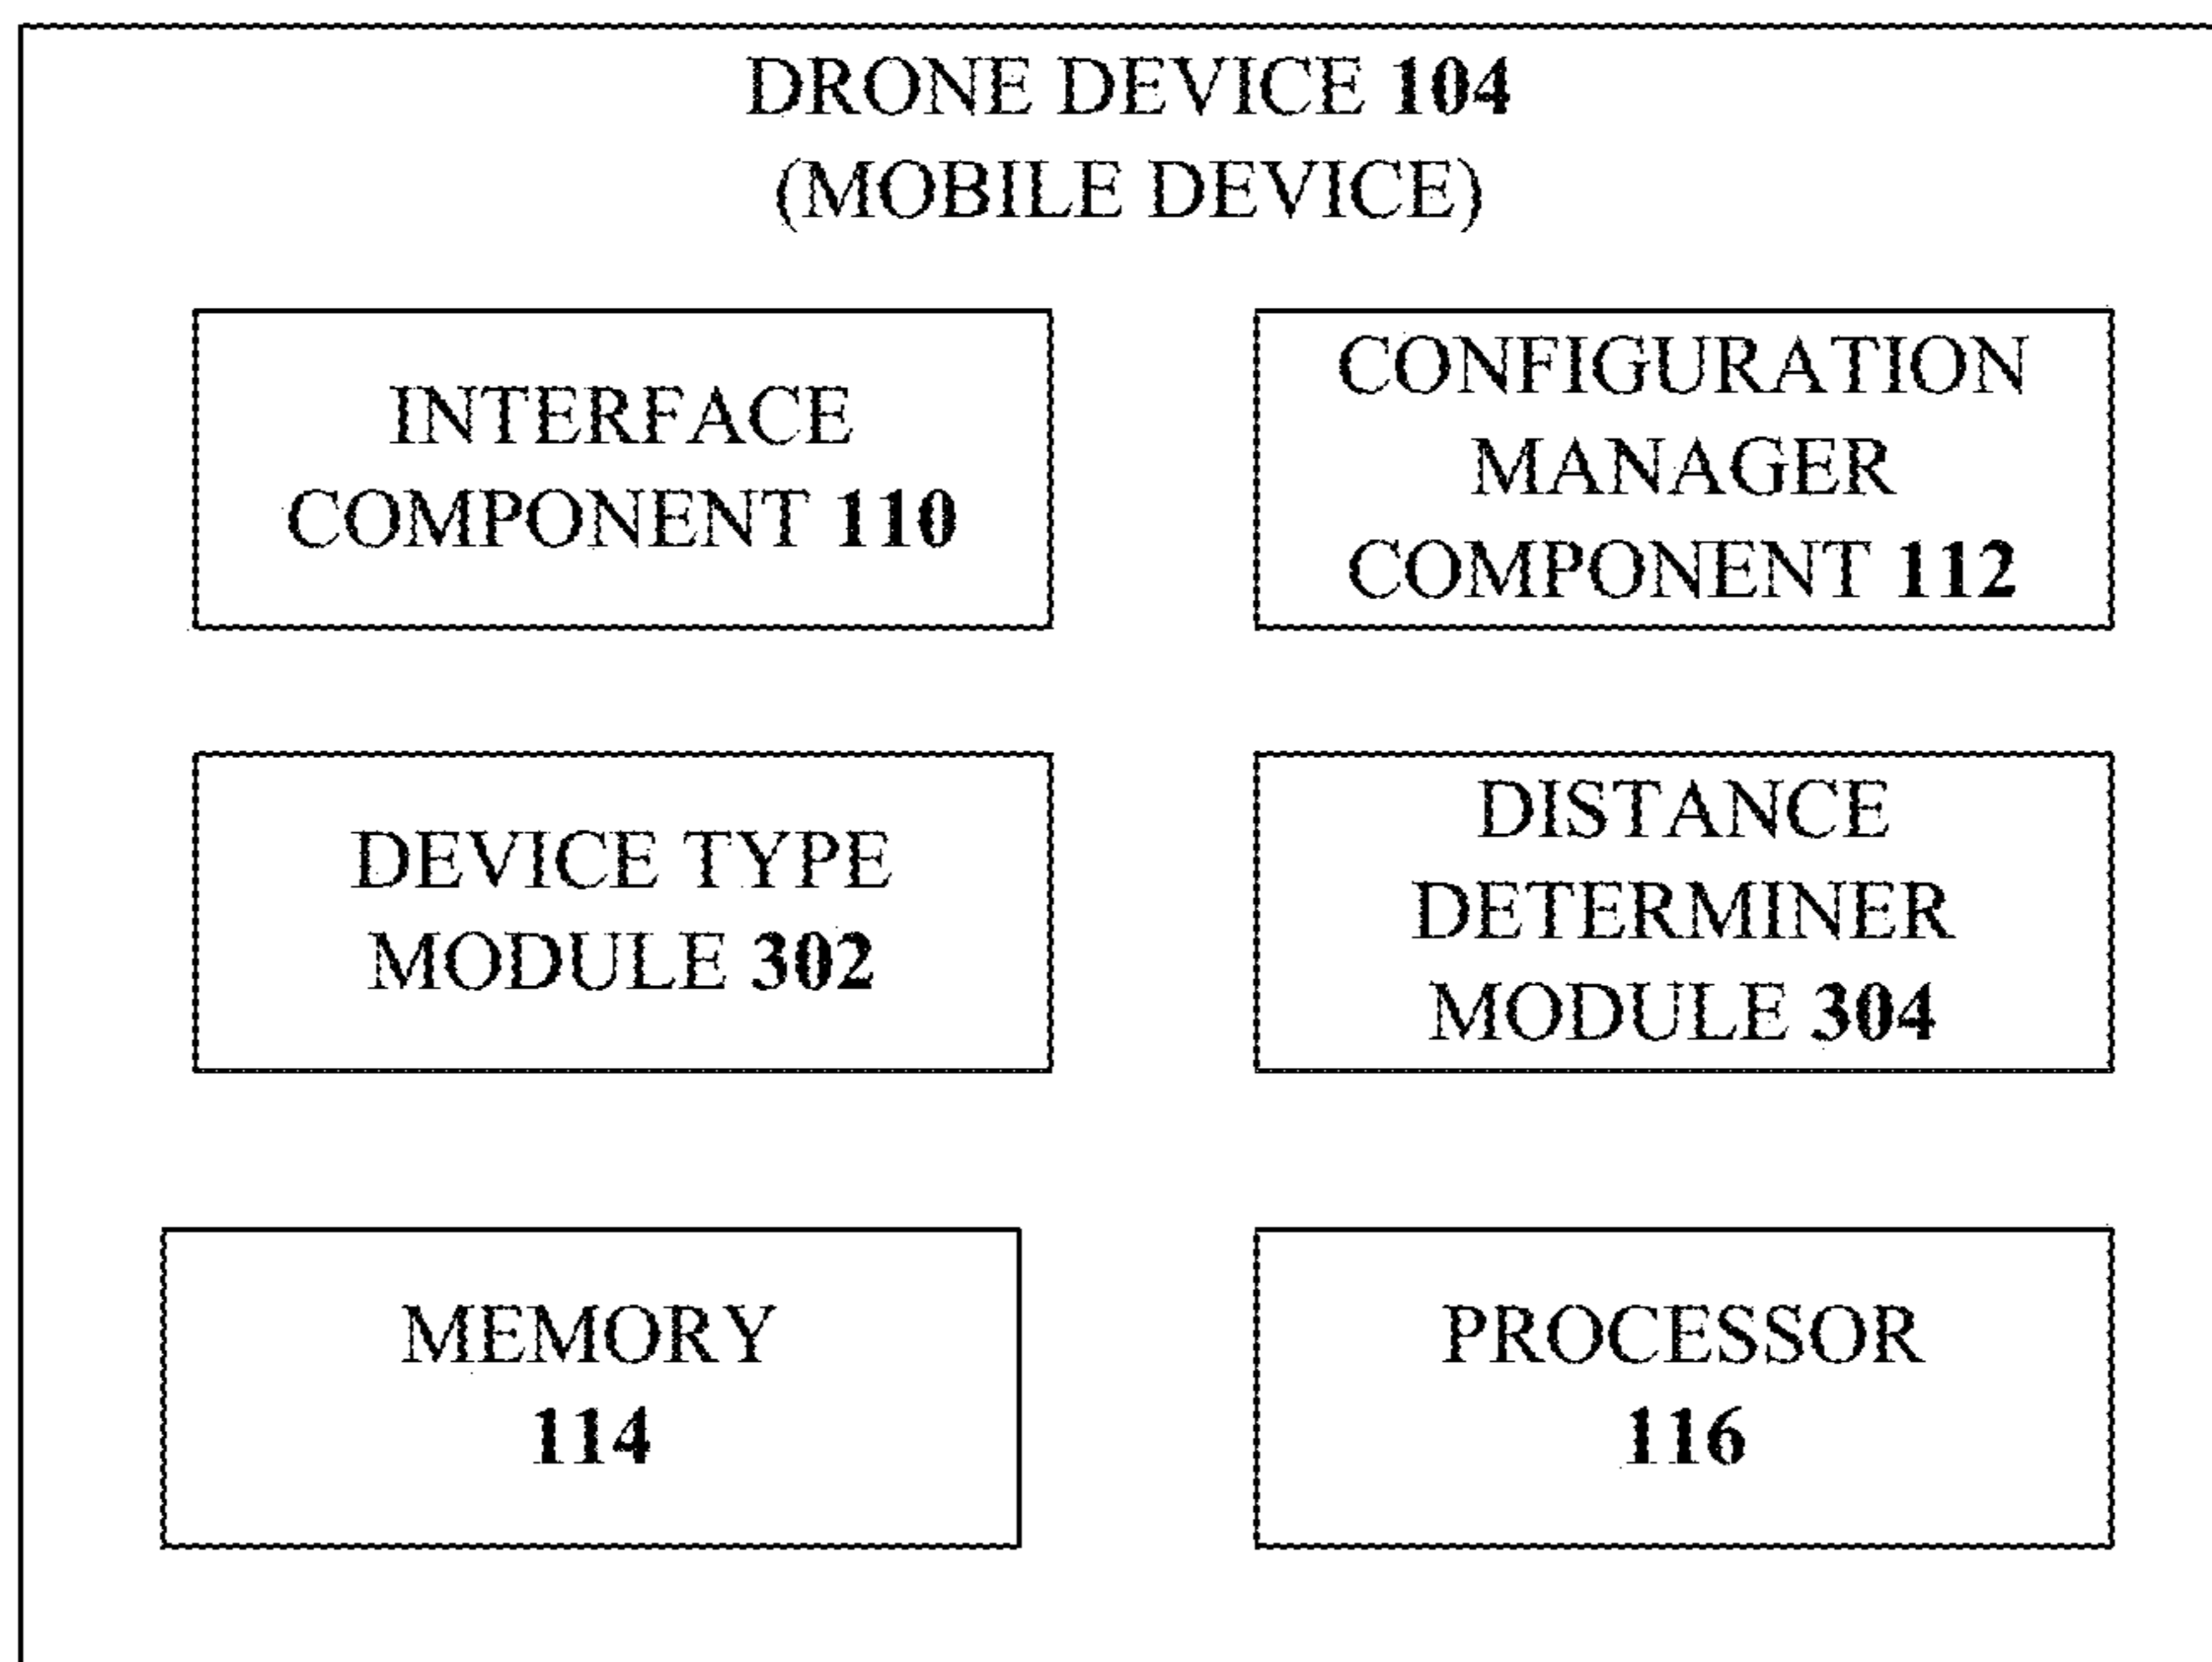 DRONE DEVICE 104
(MOBILE DEVICE)
INTERFACE
COMPONENT 110
CONFIGURATION
MANAGER
COMPONENT 112
DEVICE TYPE
MODULE 302
DISTANCE
DETERMINER
MODULE 304
MEMORY
114
PROCESSOR
116